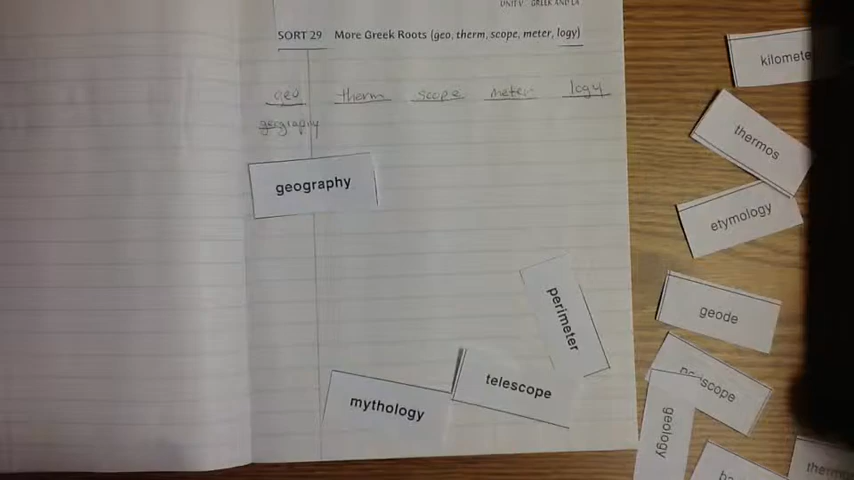 SORT 29 More Greek Roots (geo, therm, scope, meter, logy)
geo therm scope meter logy
geography
geography
perimeter
telescope
mythology
thermos
etymology
geode
geology